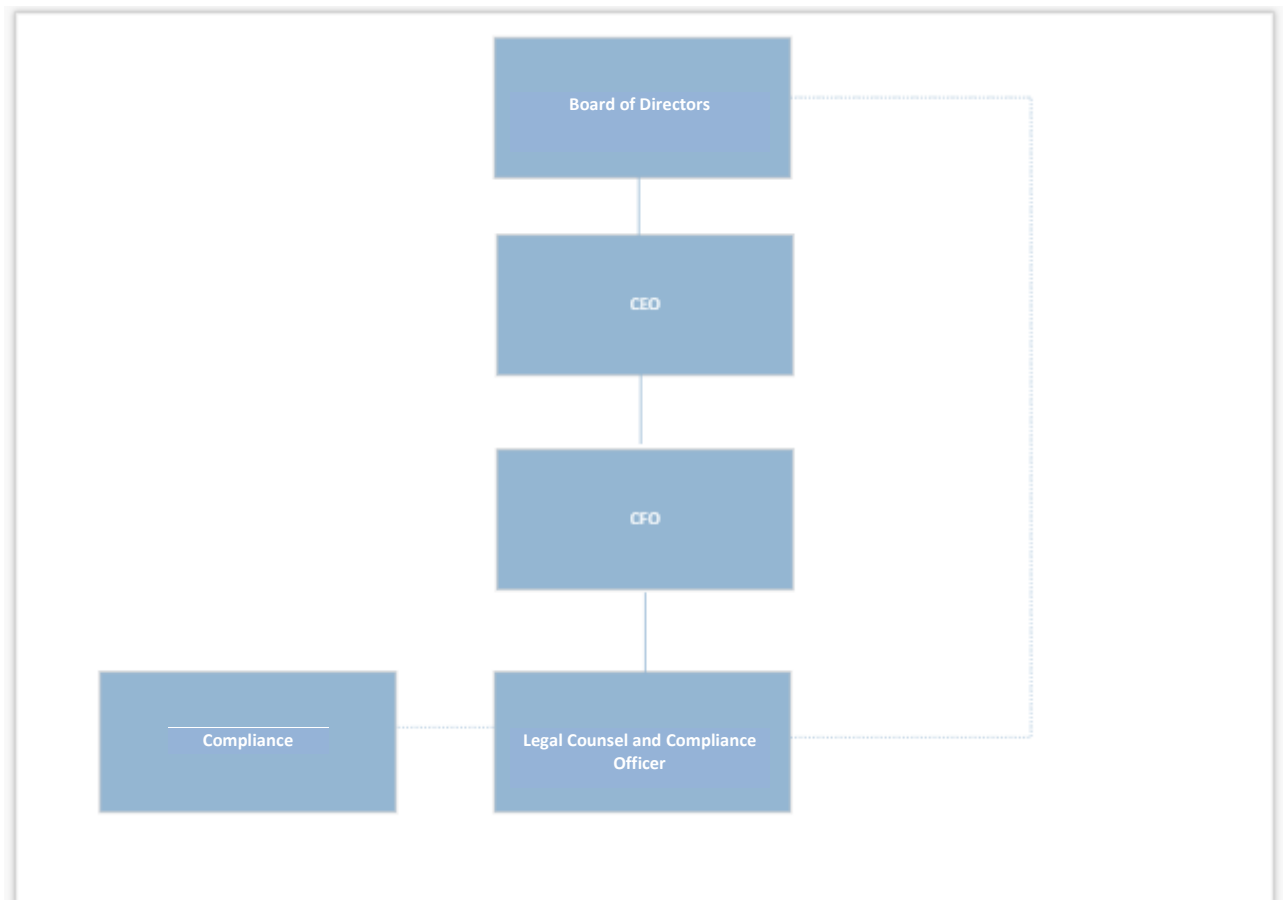 Board of Directors
CEO
CFO
Compliance
Legal Counsel and Compliance
Officer